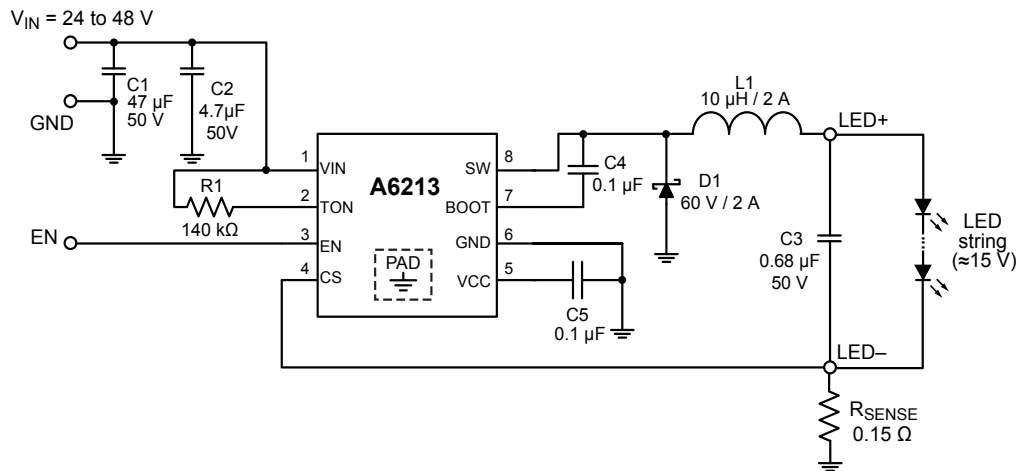 V_IN = 24 to 48 V
C1
47 µF
50 V
C2
4.7µF
50V
GND
L1
10 µH / 2 A
LED+
A6213
1
VIN
2
TON
3
EN
4
CS
8
SW
7
BOOT
6
GND
5
VCC
PAD
R1
140 kΩ
EN
C4
0.1 µF
D1
60 V / 2 A
C5
0.1 µF
C3
0.68 µF
50 V
LED
string
(≈15 V)
LED–
R_SENSE
0.15 Ω